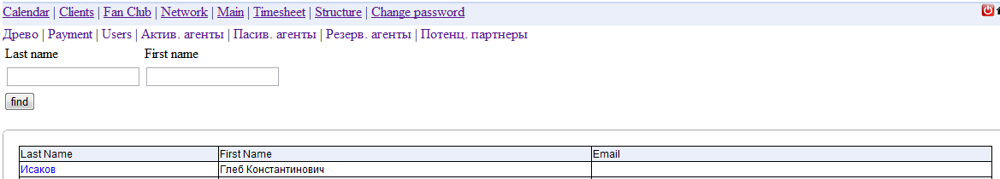 Calendar | Clients | Fan Club | Network | Main | Timesheet | Structure | Change password
Древо | Payment | Users | Актив. агенты | Пасив. агенты | Резерв. агенты | Потенц. партнеры
Last name First name
find
Last Name First Name Email
Исаков Глеб Константинович